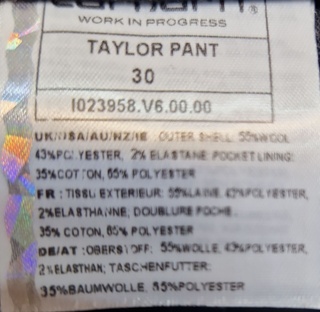 carhartt®
WORK IN PROGRESS
TAYLOR PANT
30
I023958.V6.00.00
UK/USA/AU/NZ/IE : OUTER SHELL: 55%WOOL,
43%POLYESTER, 2% ELASTANE; POCKET LINING:
35%COTTON, 65% POLYESTER
FR : TISSU EXTERIEUR: 55%LAINE, 43%POLYESTER,
2%ELASTHANNE; DOUBLURE POCHE:
35% COTON, 65% POLYESTER
DE/AT : OBERSTOFF: 55%WOLLE, 43%POLYESTER,
2%ELASTHAN; TASCHENFUTTER:
35%BAUMWOLLE, 65%POLYESTER